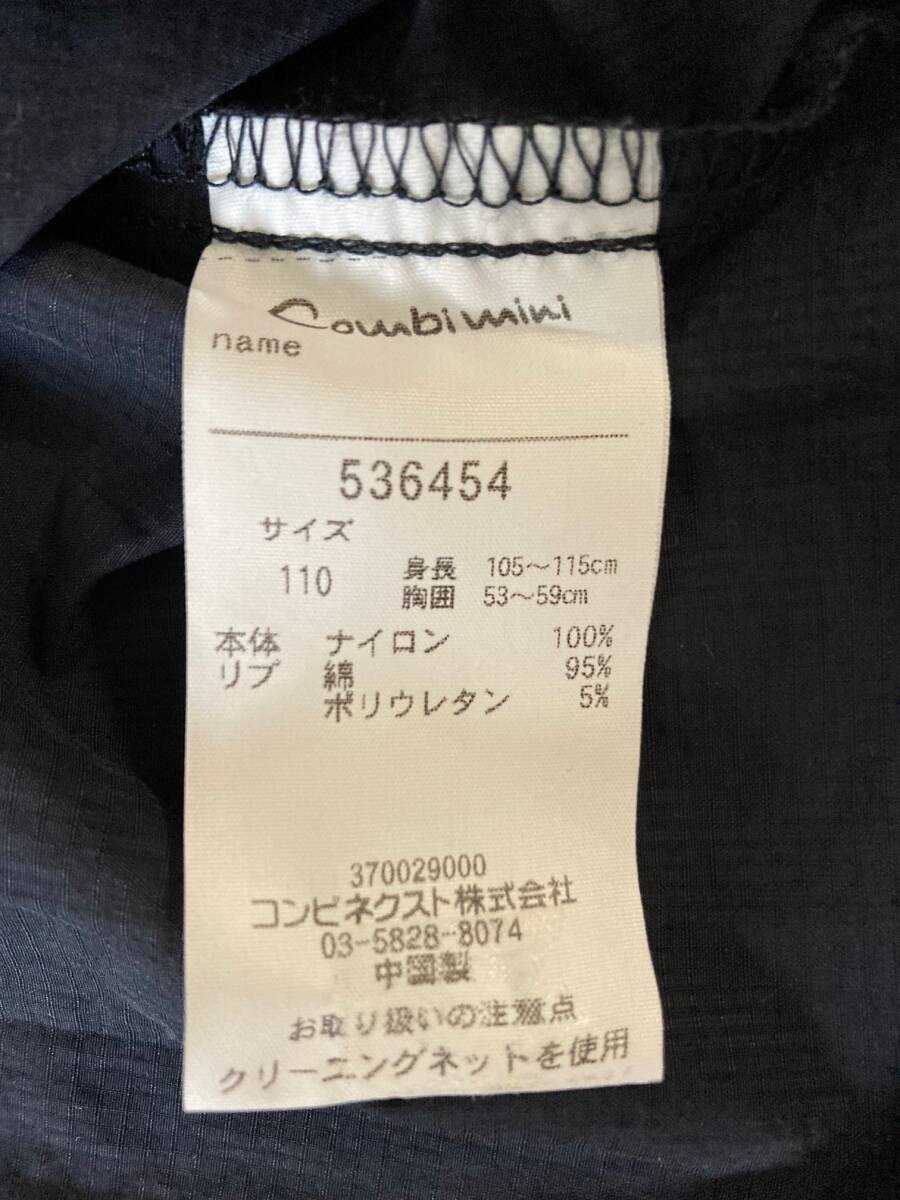 Combimini
name
536454
サイズ
110 身長 105～115cm
胸囲 53～59cm
本体 ナイロン 100%
リブ 綿 95%
ポリウレタン 5%
370029000
コンビネクスト株式会社
03-5828-8074
中国製
お取り扱いの注意点
クリーニングネットを使用